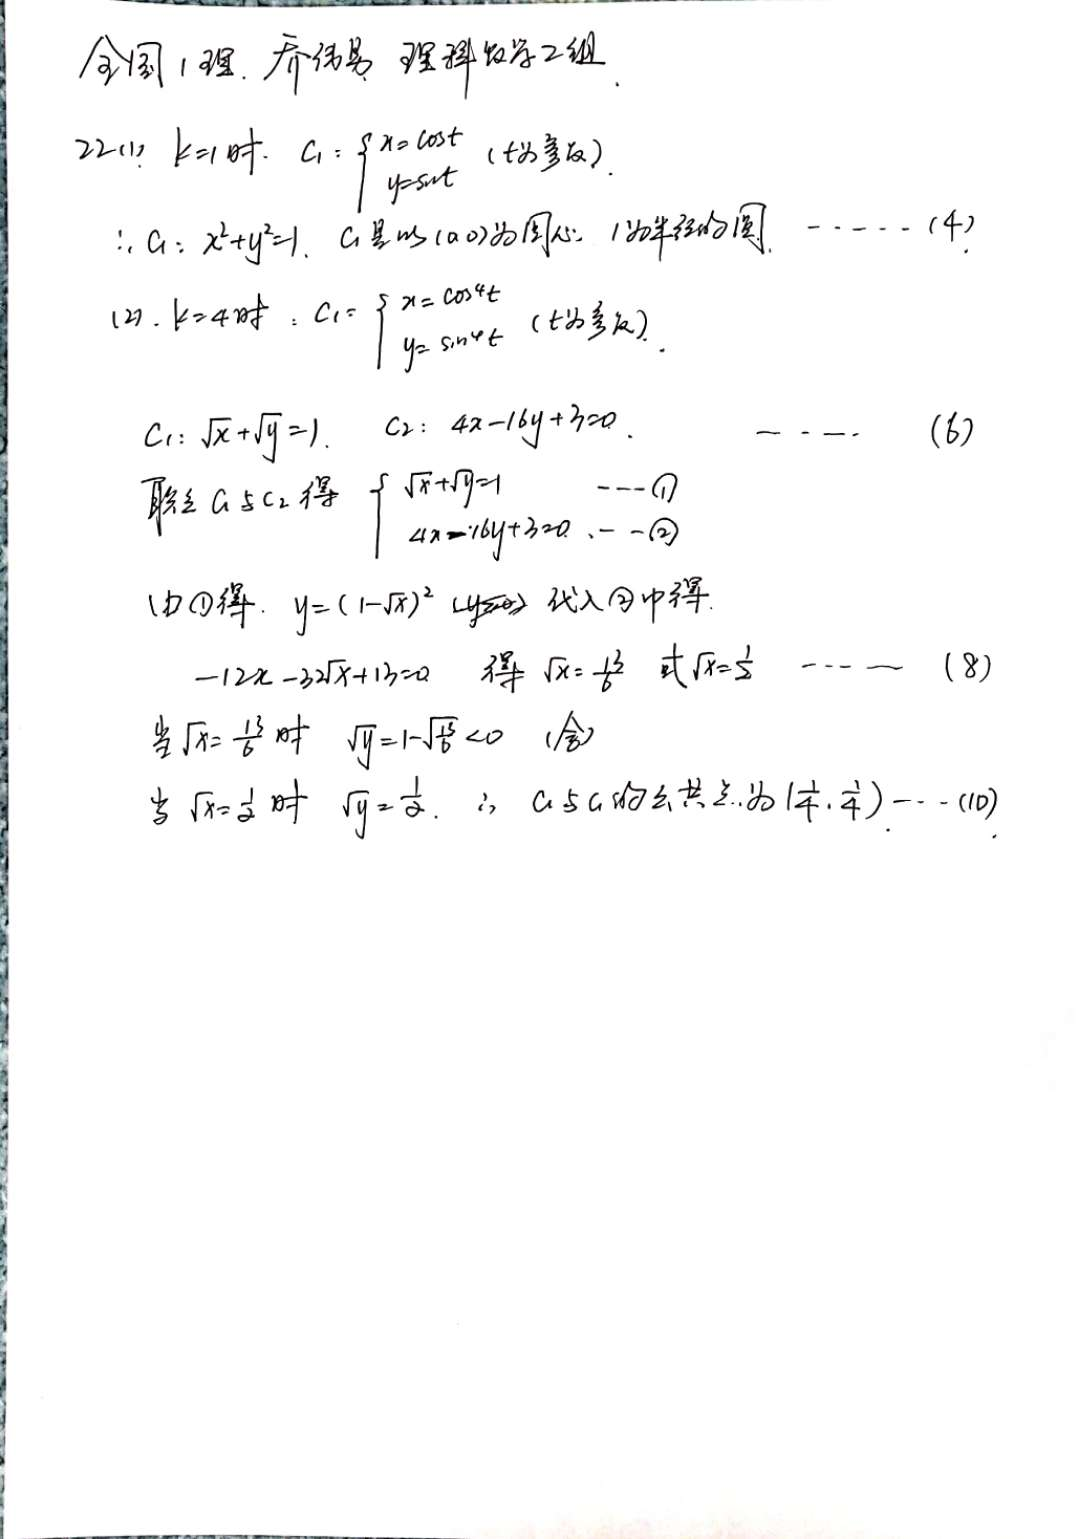 全国1理. 乔伟易 理科数学2组.
22(1) k=1时. C1: { x=cost
y=sint (t为参数).
∴ C1: x²+y²=1. C1是以(0,0)为圆心. 1为半径的圆. ------ (4)
(2). k=4时: C1= { x=cos⁴t
y=sin⁴t (t为参数).
C1: √x+√y=1. C2: 4x-16y+3=0. ---- (6)
联立C1与C2得 { √x+√y=1 ---①
4x-16y+3=0. ---②
由①得. y=(1-√x)² 代入②中得.
-12x-32√x+13=0 得 √x=13/6 或√x=1/2 ---- (8)
当√x=13/6时 √y=1-√13/6<0 (舍)
当√x=1/2时 √y=1/2. ∴ C1与C1的公共点.为(1/4,1/4) --- (10)